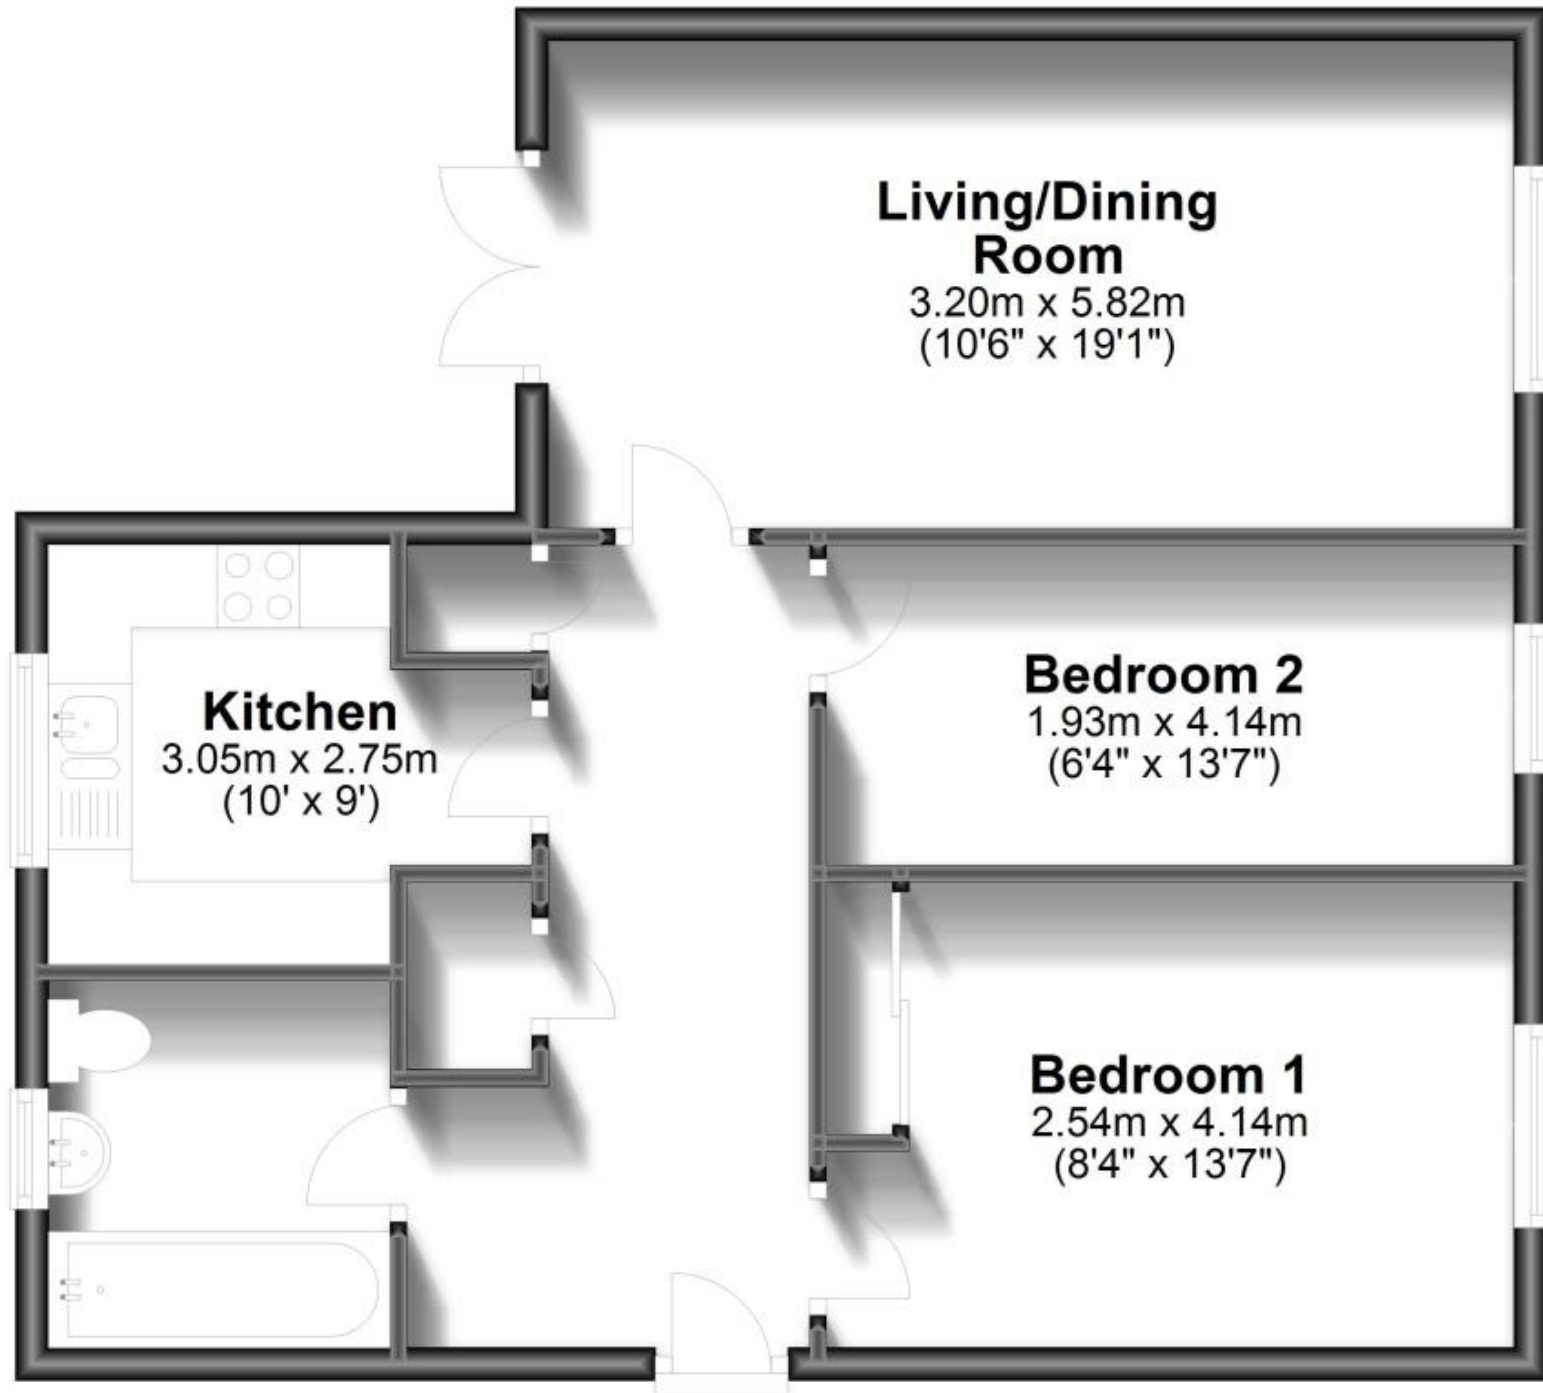 Living/Dining
Room
3.20m x 5.82m
(10'6" x 19'1")
Bedroom 2
1.93m x 4.14m
(6'4" x 13'7")
Kitchen
3.05m x 2.75m
(10' x 9')
Bedroom 1
2.54m x 4.14m
(8'4" x 13'7")